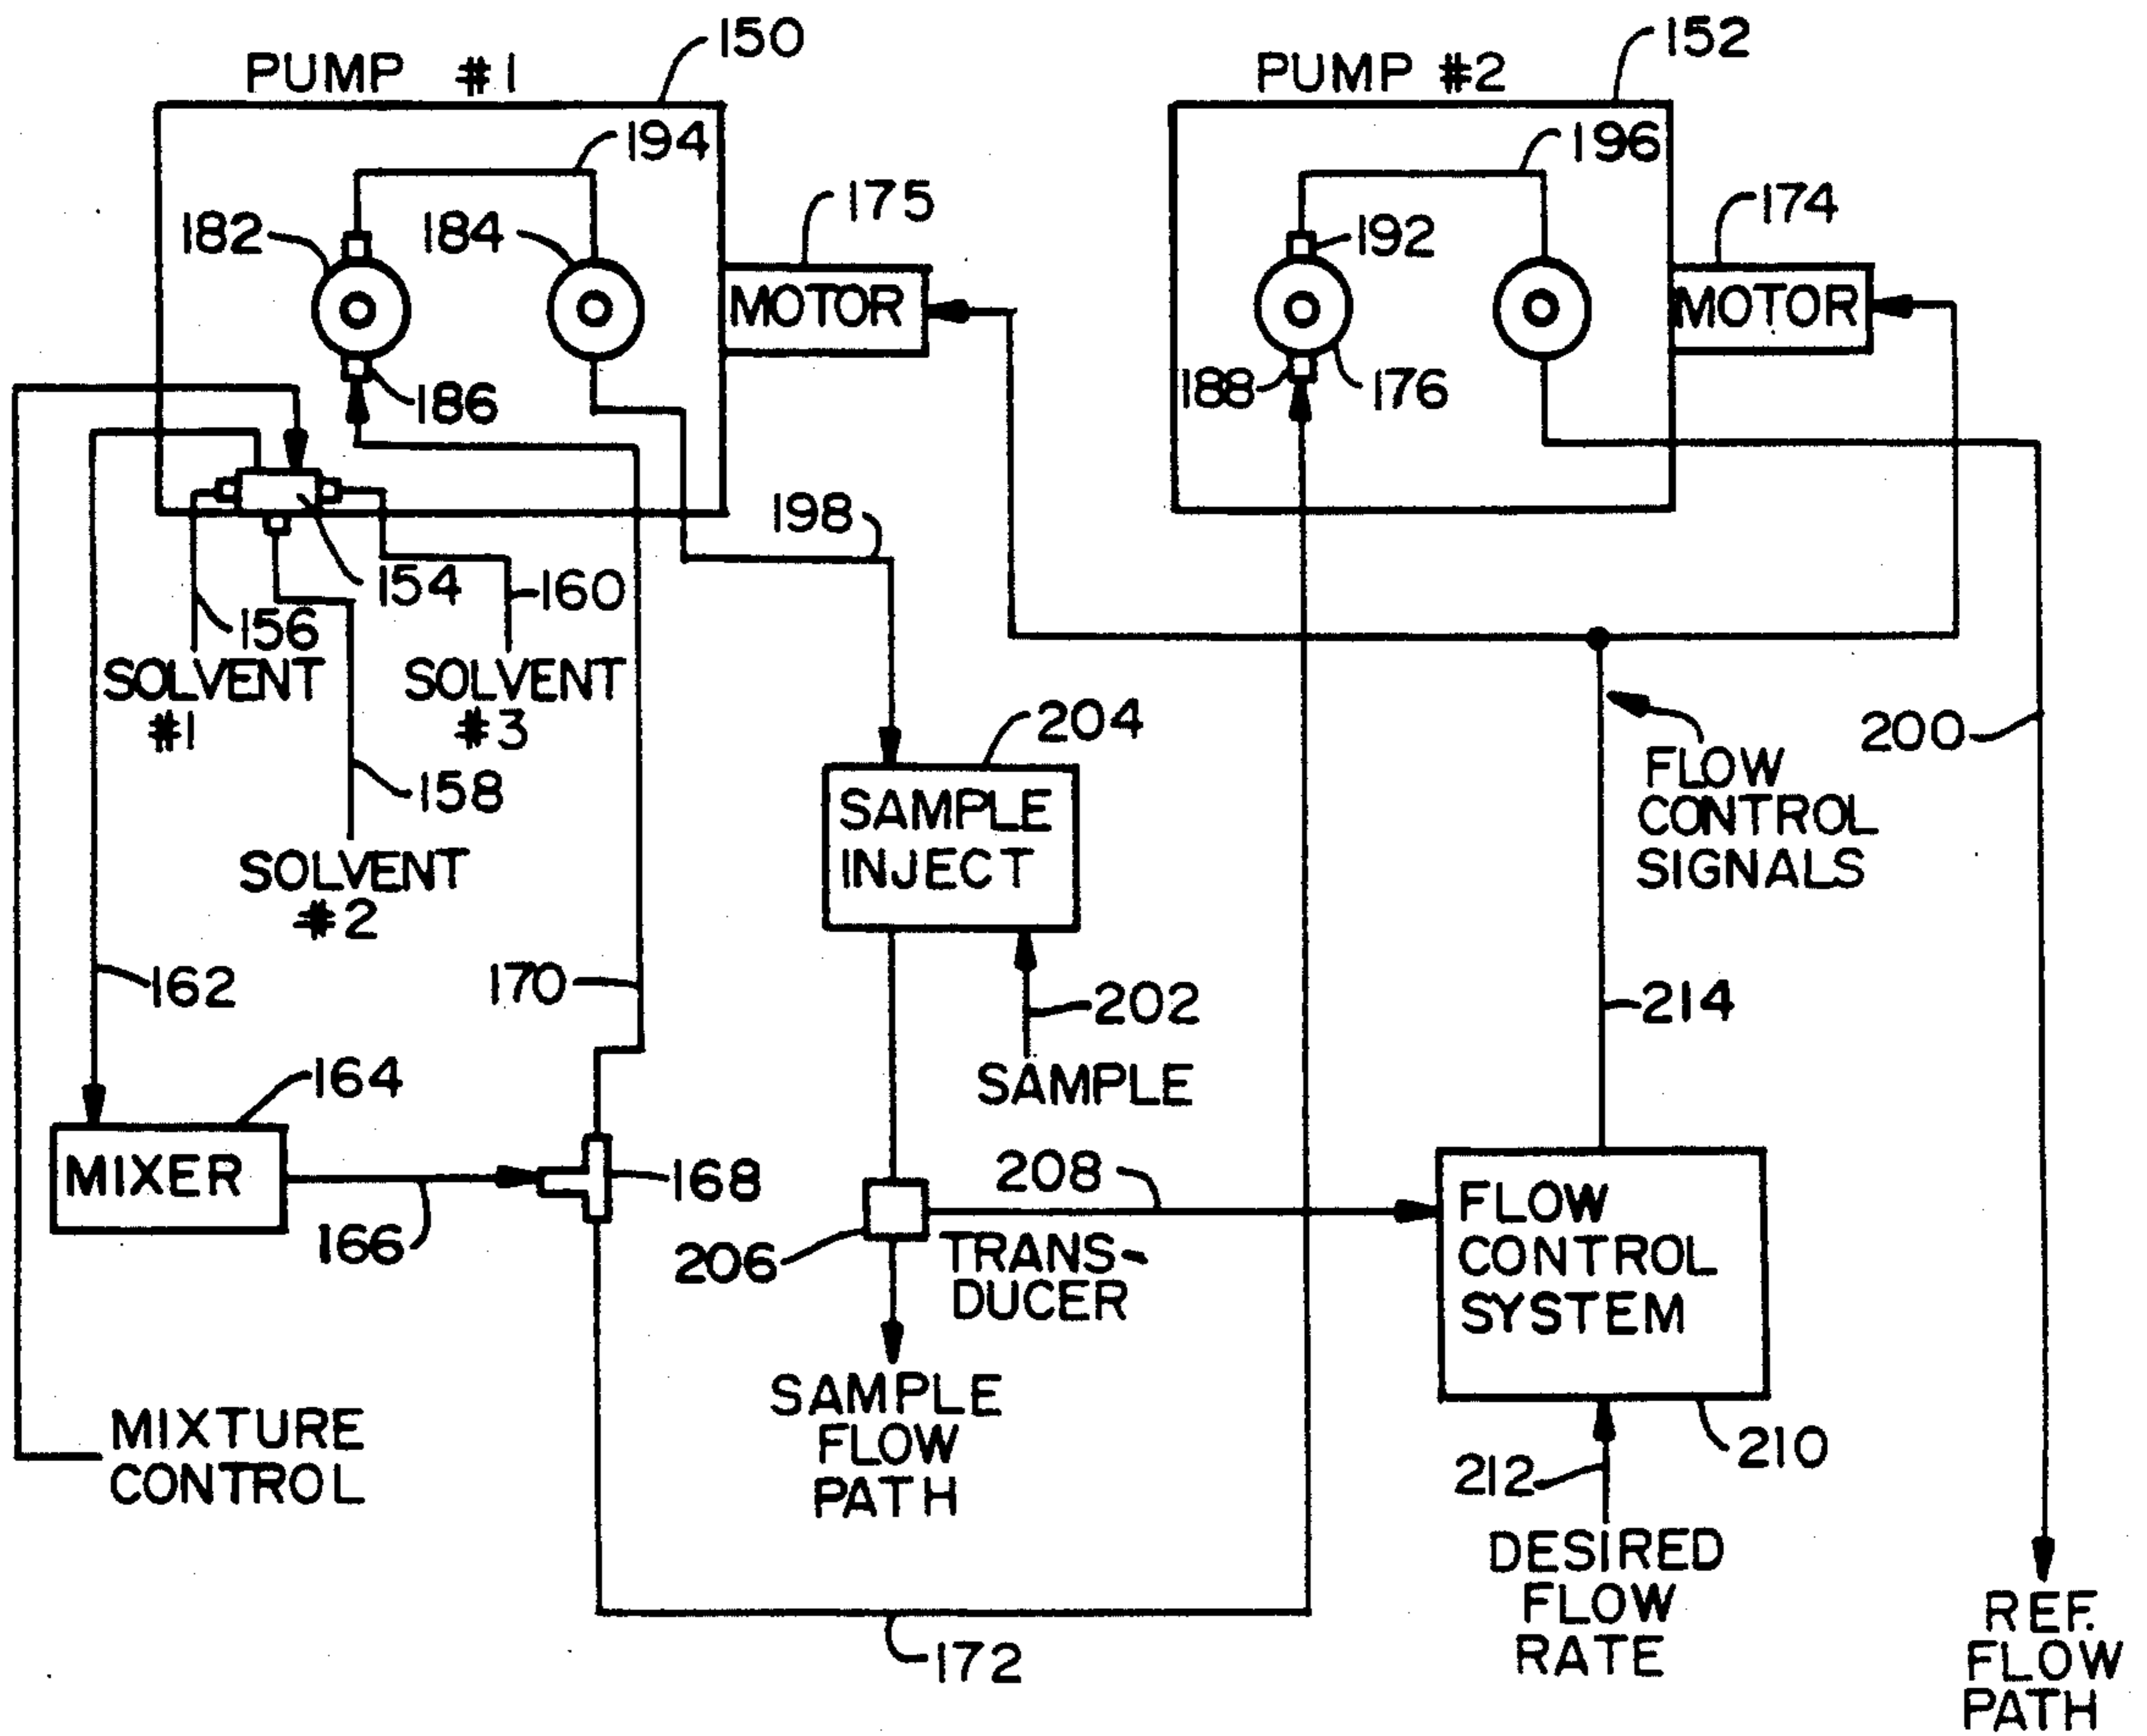 150
152
PUMP #1
PUMP #2
194
196
175
174
182
184
192
MOTOR
MOTOR
186
188
176
198
154
160
156
SOLVENT
#1
SOLVENT
#3
158
SOLVENT
#2
204
200
FLOW
CONTROL
SIGNALS
SAMPLE
INJECT
162
170
202
214
SAMPLE
164
MIXER
168
166
208
206
TRANS-
DUCER
FLOW
CONTROL
SYSTEM
SAMPLE
FLOW
PATH
MIXTURE
CONTROL
210
212
DESIRED
FLOW
RATE
172
REF.
FLOW
PATH